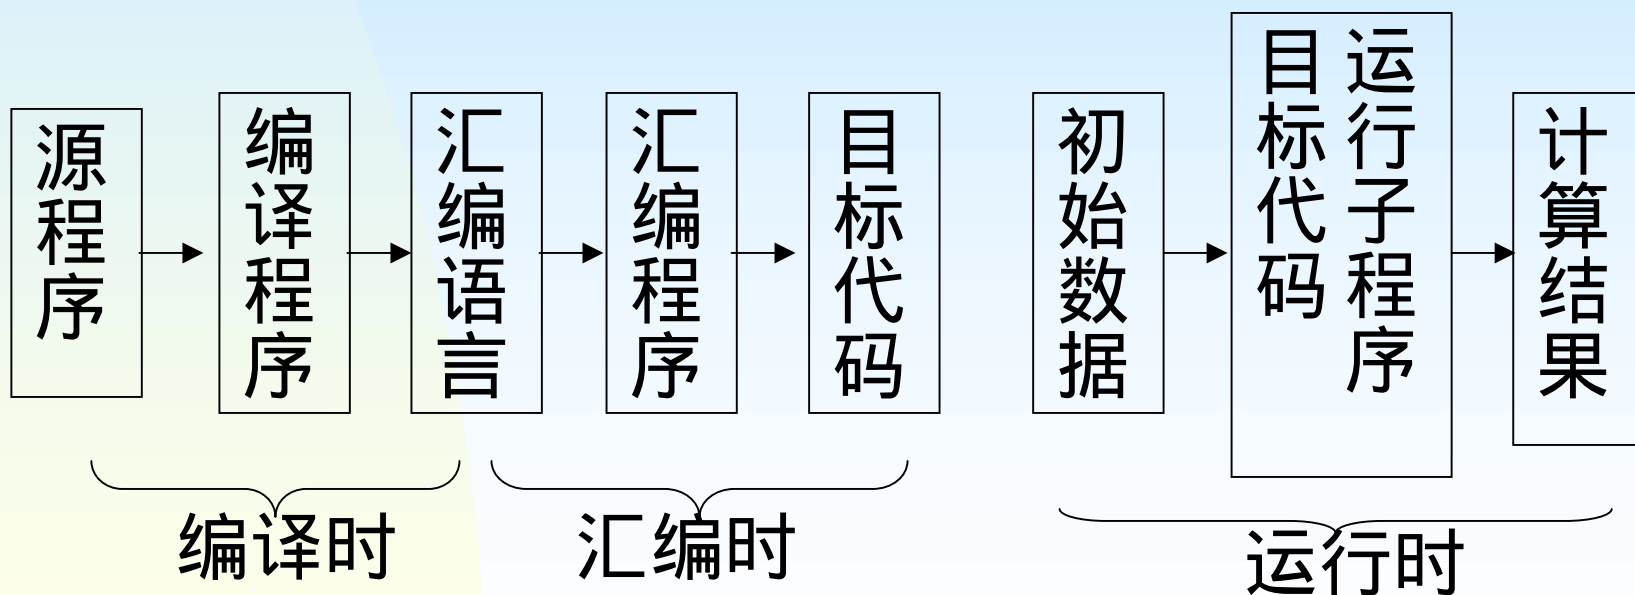 源程序
编译程序
汇编语言
汇编程序
目标代码
初始数据
目标代码
运行子程序
计算结果
编译时
汇编时
运行时